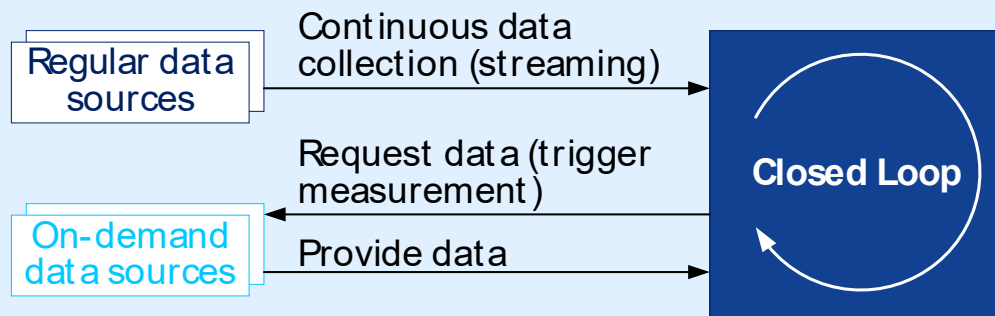 Regular data
sources
Continuous data
collection (streaming)
Request data (trigger
measurement)
On-demand
data sources
Provide data
Closed Loop